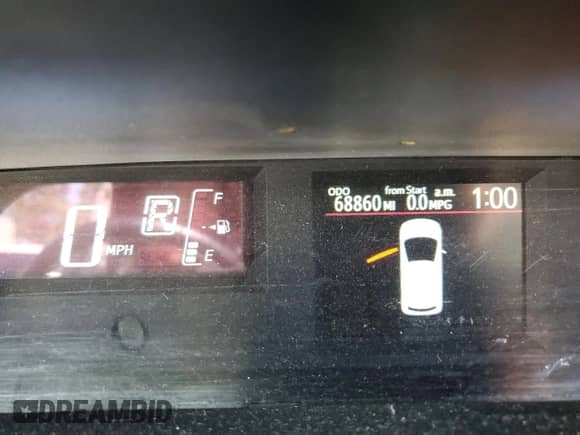 ODO from Start a.m. 1:00
68860 MI 0.0 MPG
0 MPH R F
E
DREAMBID